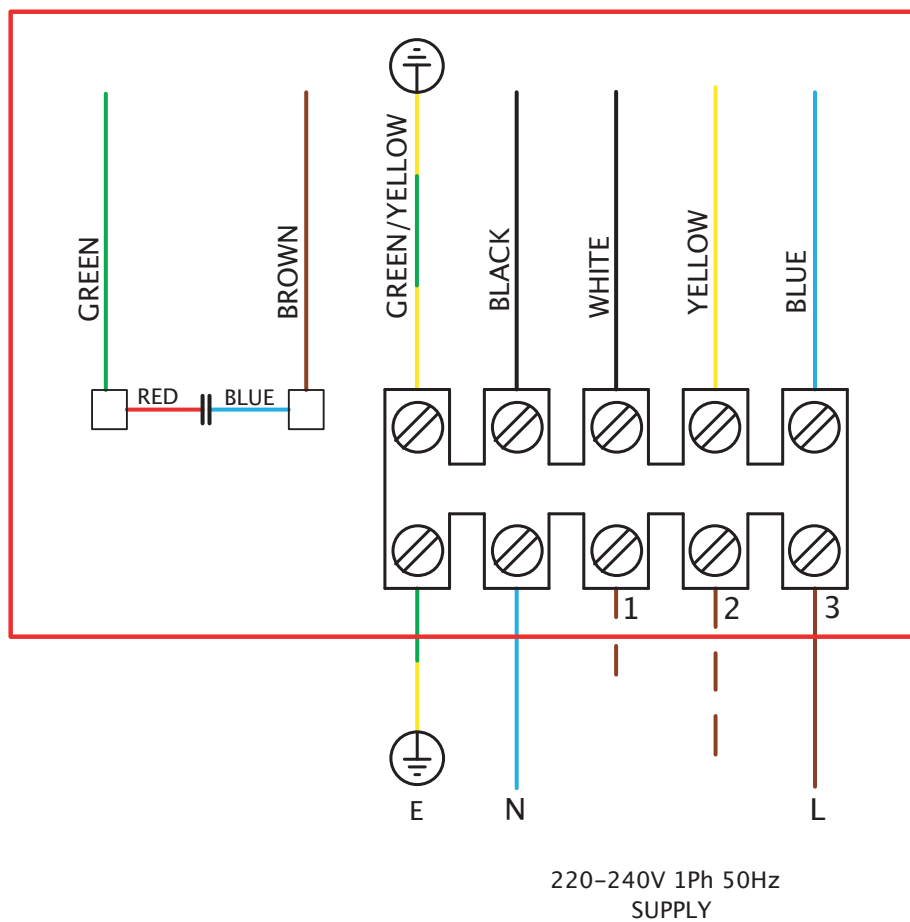 GREEN
BROWN
GREEN/YELLOW
BLACK
WHITE
YELLOW
BLUE
RED
BLUE
1
2
3
E
N
L
220-240V 1Ph 50Hz
SUPPLY